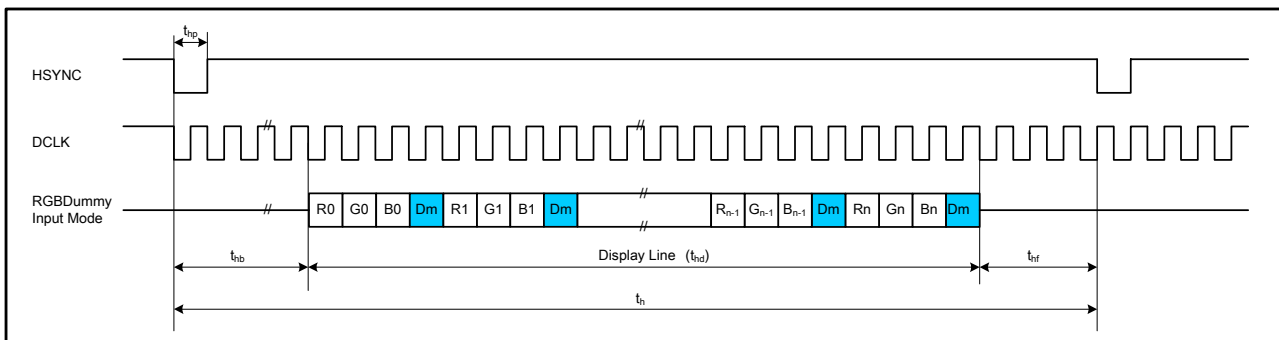 thp
HSYNC
//
//
DCLK
RGBDummy
Input Mode
//
R0 G0 B0 Dm R1 G1 B1 Dm
//
//
Rn-1 Gn-1 Bn-1 Dm Rn Gn Bn Dm
thb
Display Line (thd)
thf
th